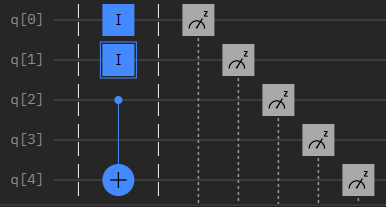 q[0] I z
q[1] I z
q[2] z
q[3] z
q[4] + z